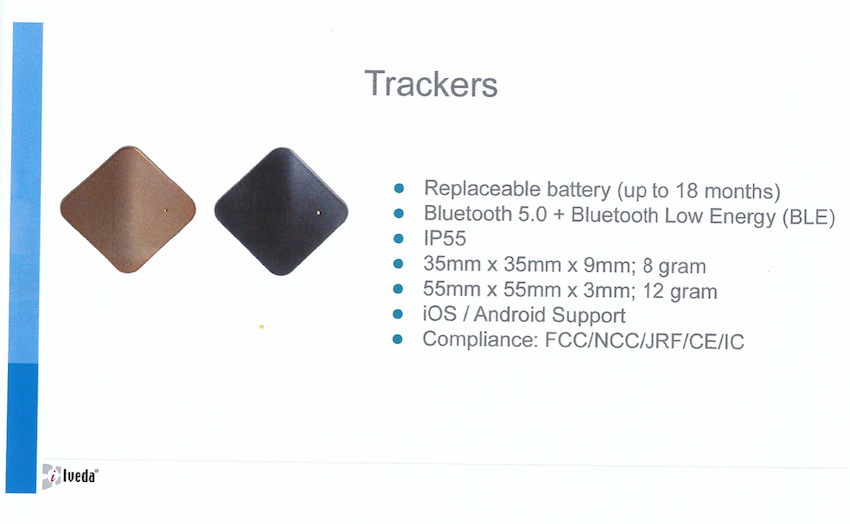 Trackers
Replaceable battery (up to 18 months)
Bluetooth 5.0 + Bluetooth Low Energy (BLE)
IP55
35mm x 35mm x 9mm; 8 gram
55mm x 55mm x 3mm; 12 gram
iOS / Android Support
Compliance: FCC/NCC/JRF/CE/IC
i Iveda®